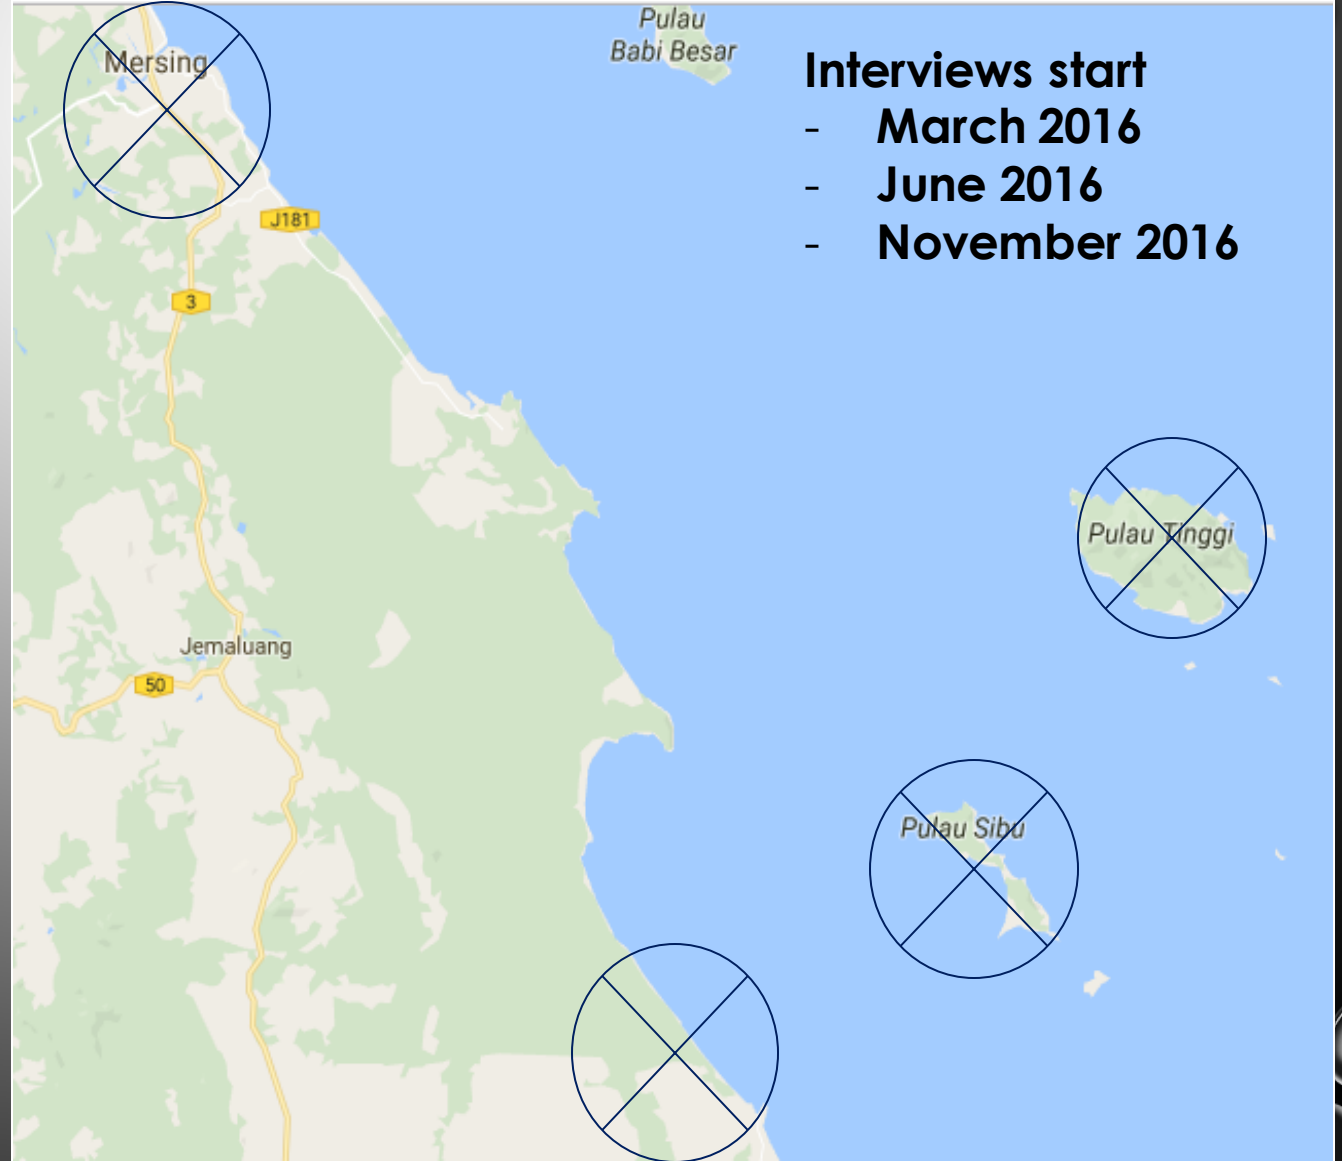 Pulau
Babi Besar
Interviews start
- March 2016
- June 2016
- November 2016
Mersing
J181
3
Pulau Tinggi
Jemaluang
50
Pulau Sibu